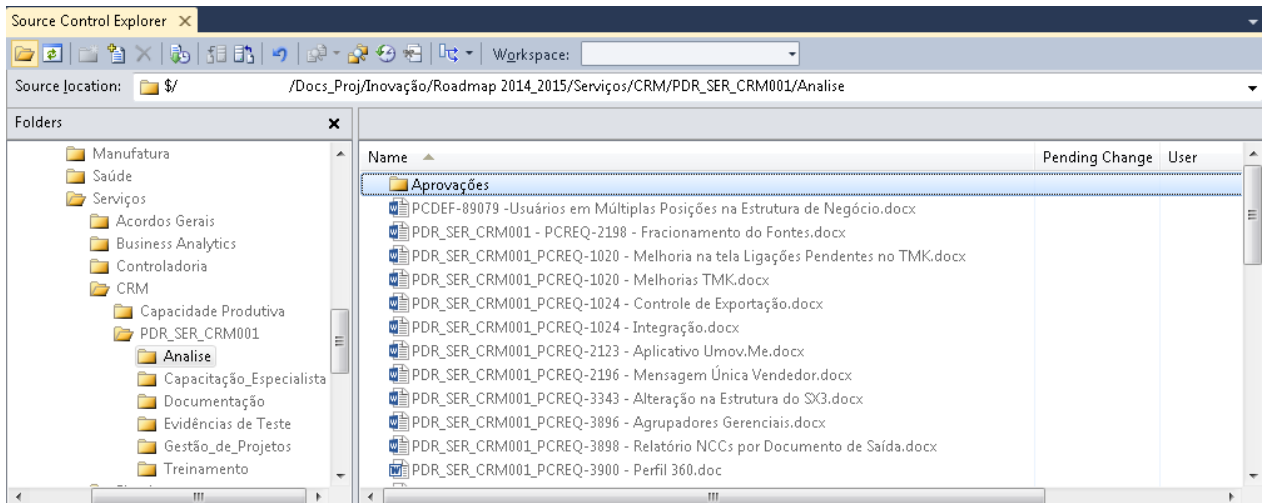 Source Control Explorer
Workspace:
Source location: $/ /Docs_Proj/Inovação/Roadmap 2014_2015/Serviços/CRM/PDR_SER_CRM001/Analise
Folders
Manufatura
Saúde
Serviços
Acordos Gerais
Business Analytics
Controladoria
CRM
Capacidade Produtiva
PDR_SER_CRM001
Analise
Capacitação_Especialista
Documentação
Evidências de Teste
Gestão_de_Projetos
Treinamento
Name Pending Change User
Aprovações
PCDEF-89079 -Usuários em Múltiplas Posições na Estrutura de Negócio.docx
PDR_SER_CRM001 - PCREQ-2198 - Fracionamento do Fontes.docx
PDR_SER_CRM001_PCREQ-1020 - Melhoria na tela Ligações Pendentes no TMK.docx
PDR_SER_CRM001_PCREQ-1020 - Melhorias TMK.docx
PDR_SER_CRM001_PCREQ-1024 - Controle de Exportação.docx
PDR_SER_CRM001_PCREQ-1024 - Integração.docx
PDR_SER_CRM001_PCREQ-2123 - Aplicativo Umov.Me.docx
PDR_SER_CRM001_PCREQ-2196 - Mensagem Única Vendedor.docx
PDR_SER_CRM001_PCREQ-3343 - Alteração na Estrutura do SX3.docx
PDR_SER_CRM001_PCREQ-3896 - Agrupadores Gerenciais.docx
PDR_SER_CRM001_PCREQ-3898 - Relatório NCCs por Documento de Saída.docx
PDR_SER_CRM001_PCREQ-3900 - Perfil 360.doc